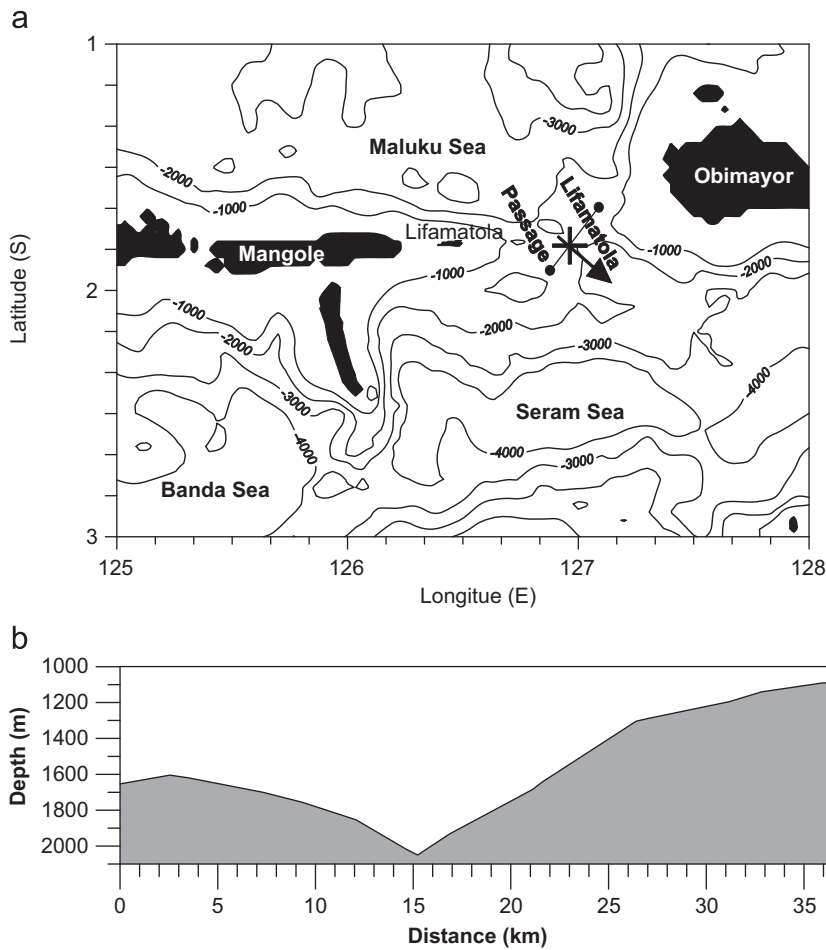 a
1
-3000
Maluku Sea
-2000
-1000
Obimayor
Passage
Lifamatola
Lifamatola
Mangole
-1000
-1000
-2000
2
Latitude (S)
-1000
-2000
-2000
-3000
-3000
-4000
-4000
Seram Sea
-4000
-3000
Banda Sea
3
125
126
127
128
Longitue (E)
b
1000
1200
1400
1600
1800
2000
Depth (m)
0
5
10
15
20
25
30
35
Distance (km)